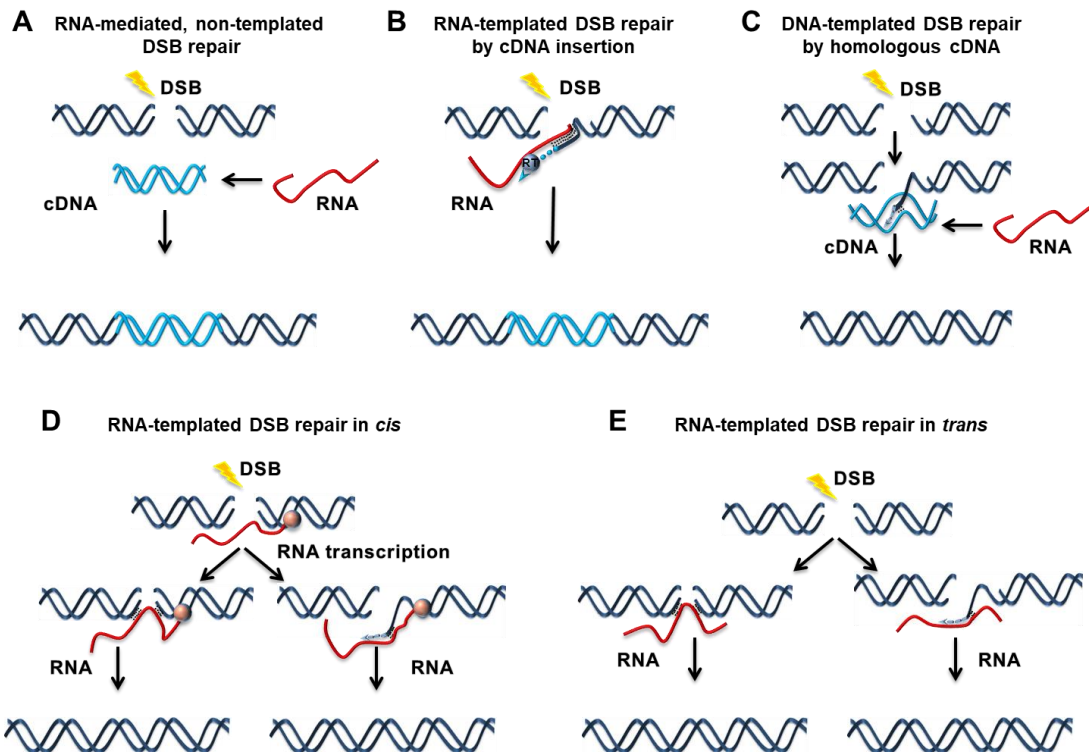 A
RNA-mediated, non-templated
DSB repair
DSB
cDNA
RNA
B
RNA-templated DSB repair
by cDNA insertion
DSB
RT
RNA
C
DNA-templated DSB repair
by homologous cDNA
DSB
cDNA
RNA
D
RNA-templated DSB repair in cis
DSB
RNA transcription
RNA
RNA
E
RNA-templated DSB repair in trans
DSB
RNA
RNA